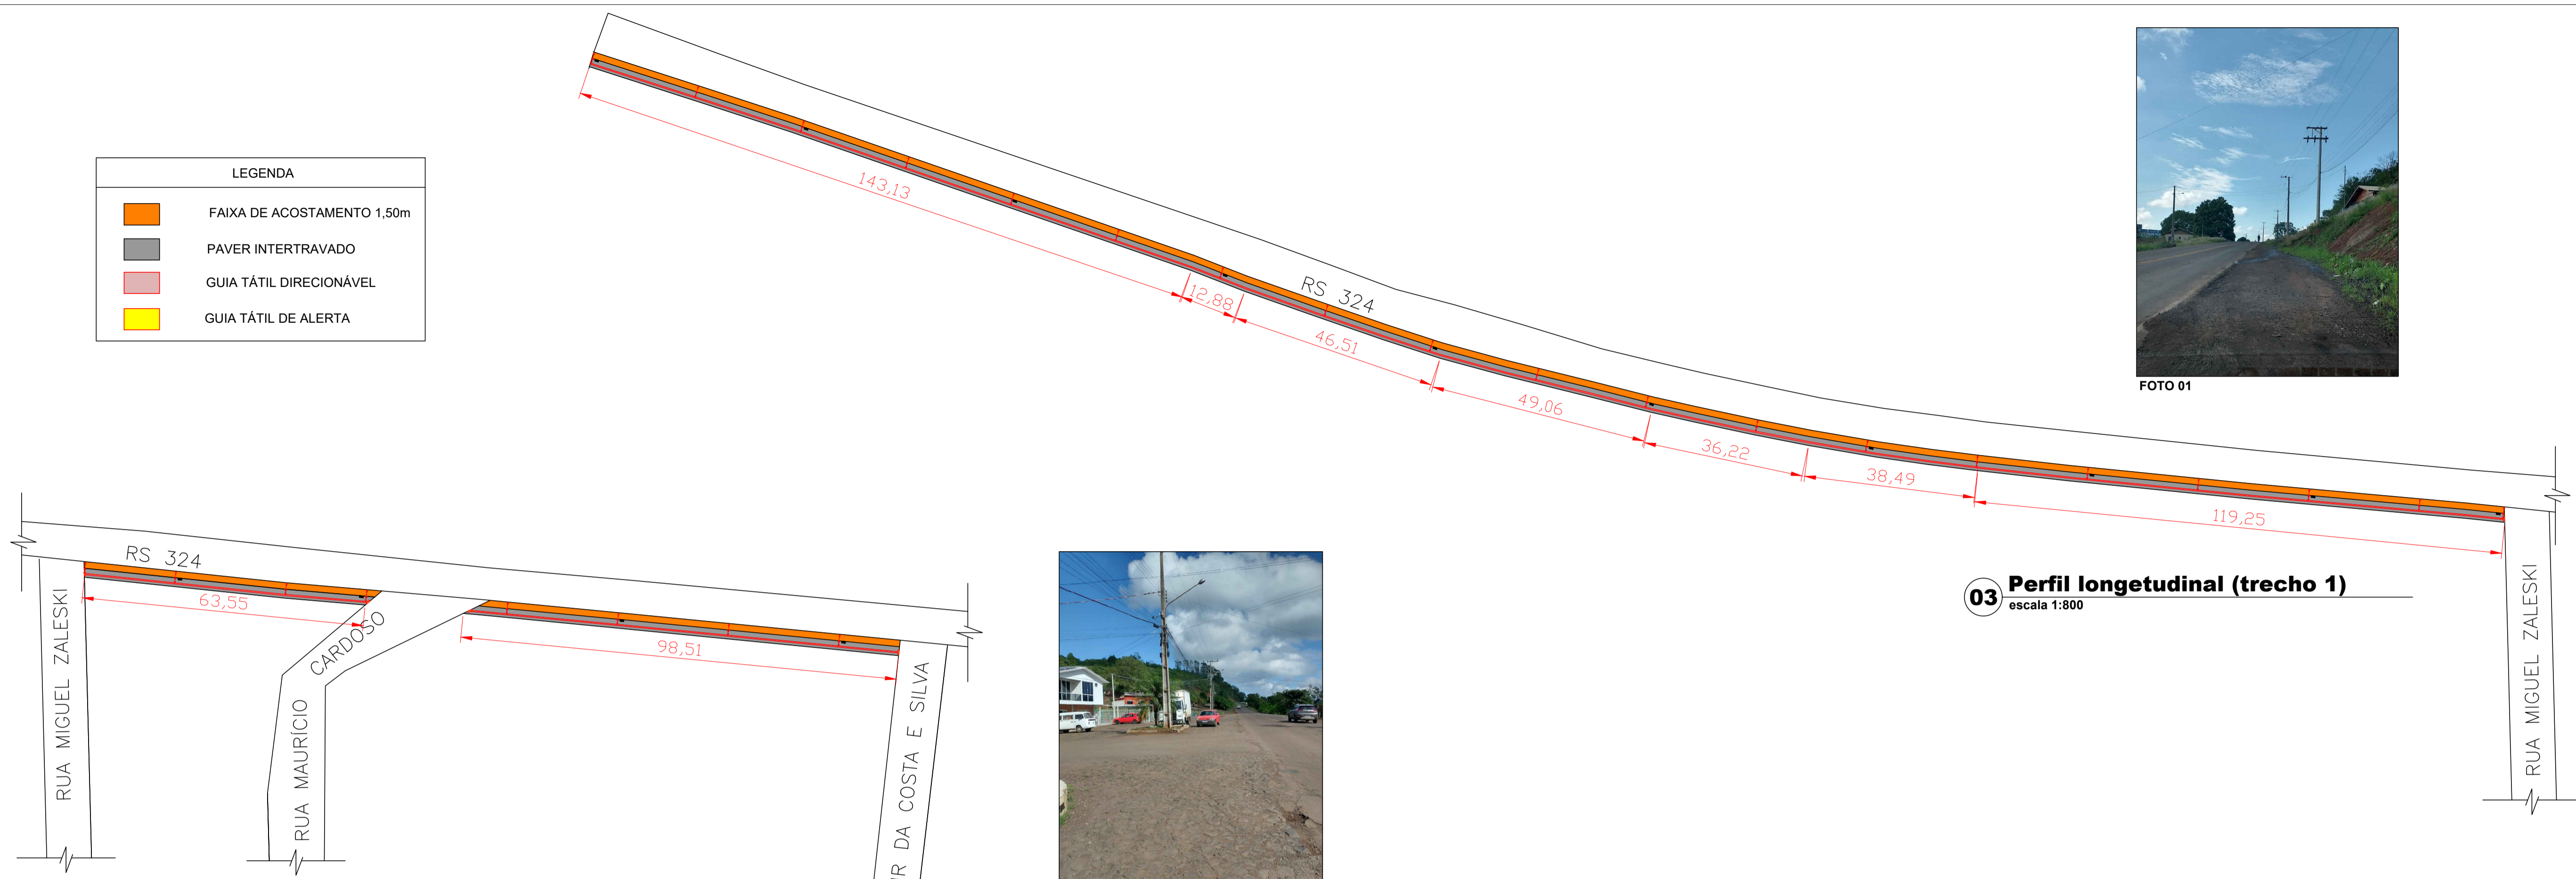 LEGENDA
FAIXA DE ACOSTAMENTO 1,50m
PAVER INTERTRAVADO
GUIA TÁTIL DIRECIONÁVEL
GUIA TÁTIL DE ALERTA
143,13
12,88
46,51
RS 324
49,06
36,22
38,49
119,25
FOTO 01
03 Perfil longetudinal (trecho 1)
escala 1:800
RUA MIGUEL ZALESKI
RS 324
63,55
98,51
RUA MIGUEL ZALESKI
RUA MAURÍCIO
CARDOSO
DA COSTA E SILVA